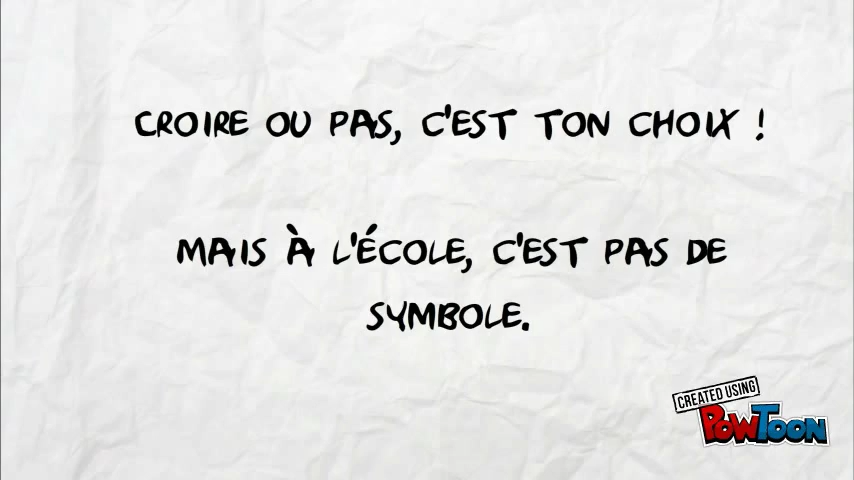 CROIRE OU PAS, C'EST TON CHOIX !
MAIS À L'ÉCOLE, C'EST PAS DE
SYMBOLE.
CREATED USING
POWTOON